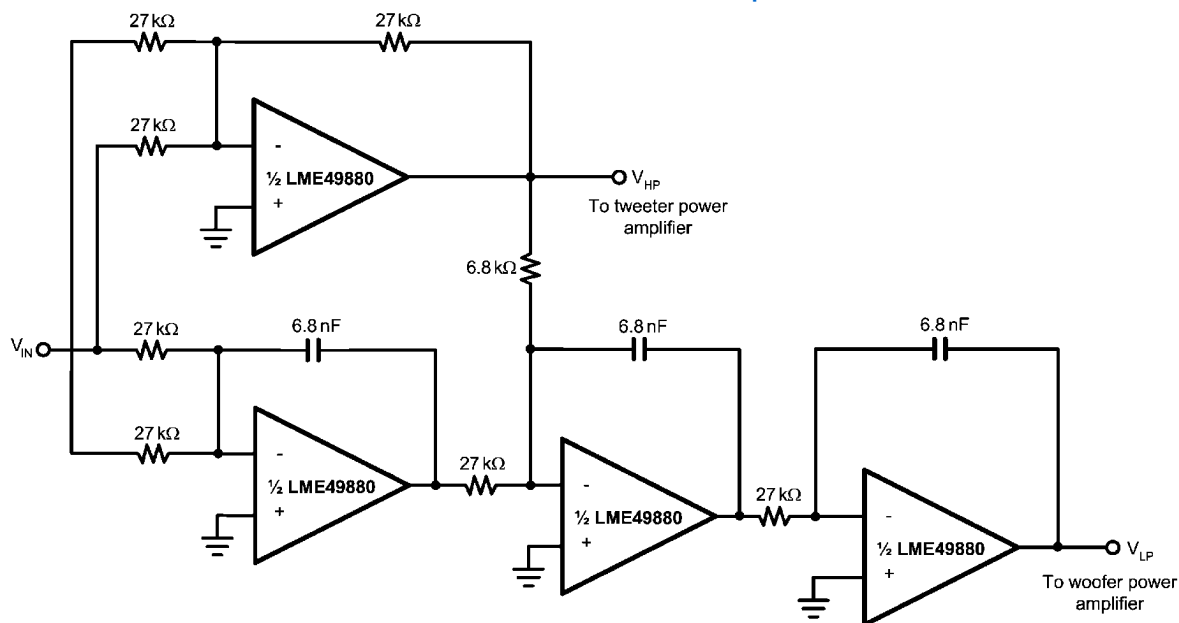 27 kΩ
27 kΩ
27 kΩ
-
½ LME49880
+
V_HP
To tweeter power
amplifier
6.8 kΩ
V_IN
27 kΩ
6.8 nF
6.8 nF
6.8 nF
27 kΩ
-
½ LME49880
+
27 kΩ
-
½ LME49880
+
27 kΩ
-
½ LME49880
+
V_LP
To woofer power
amplifier